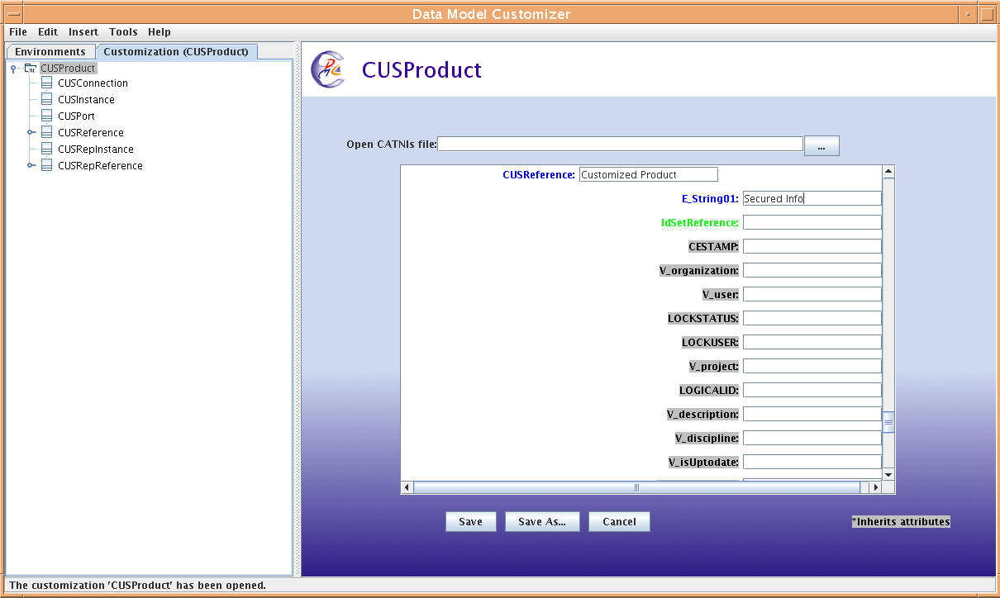 Data Model Customizer
File Edit Insert Tools Help
Environments Customization (CUSProduct)
CUSProduct
CUSConnection
CUSInstance
CUSPort
CUSReference
CUSRepInstance
CUSRepReference
CUSProduct
Open CATNls file: ...
CUSReference: Customized Product
E_String01: Secured Info
IdSetReference:
CESTAMP:
V_organization:
V_user:
LOCKSTATUS:
LOCKUSER:
V_project:
LOGICALID:
V_description:
V_discipline:
V_isUptodate:
Save Save As... Cancel *Inherits attributes
The customization 'CUSProduct' has been opened.